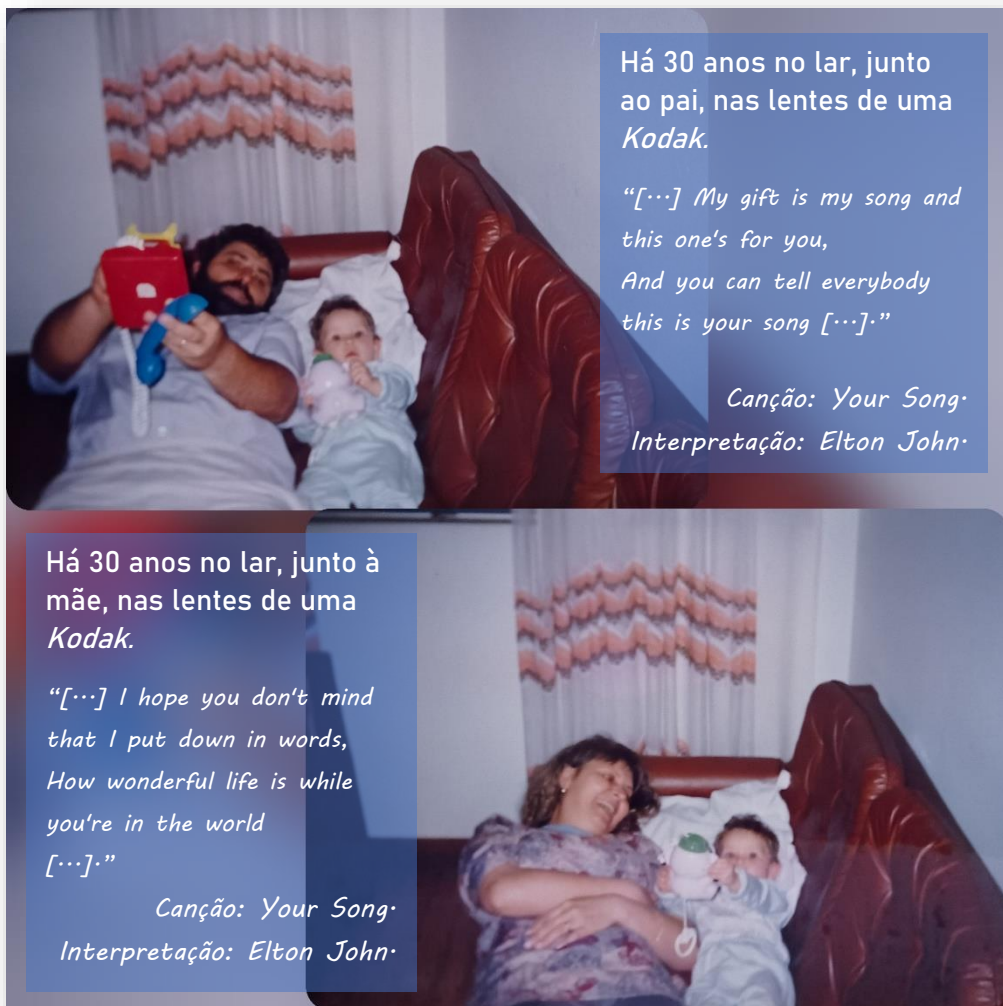 Há 30 anos no lar, junto
ao pai, nas lentes de uma
Kodak.
“[...] My gift is my song and
this one's for you,
And you can tell everybody
this is your song [...].”
Canção: Your Song.
Interpretação: Elton John.
Há 30 anos no lar, junto à
mãe, nas lentes de uma
Kodak.
“[...] I hope you don't mind
that I put down in words,
How wonderful life is while
you're in the world
[...].”
Canção: Your Song.
Interpretação: Elton John.